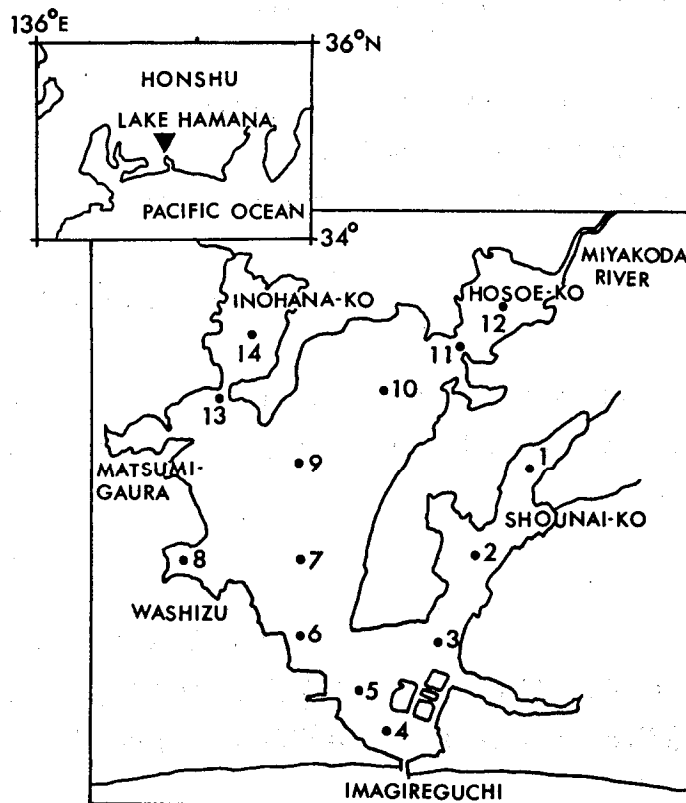 136°E
36°N
HONSHU
LAKE HAMANA
PACIFIC OCEAN
34°
MIYAKODA
RIVER
INOHANA-KO
HOSOE-KO
12
14
11
13
10
MATSUMI-
GAURA
9
1
SHOUNAI-KO
8
7
2
WASHIZU
6
3
5
4
IMAGIREGUCHI